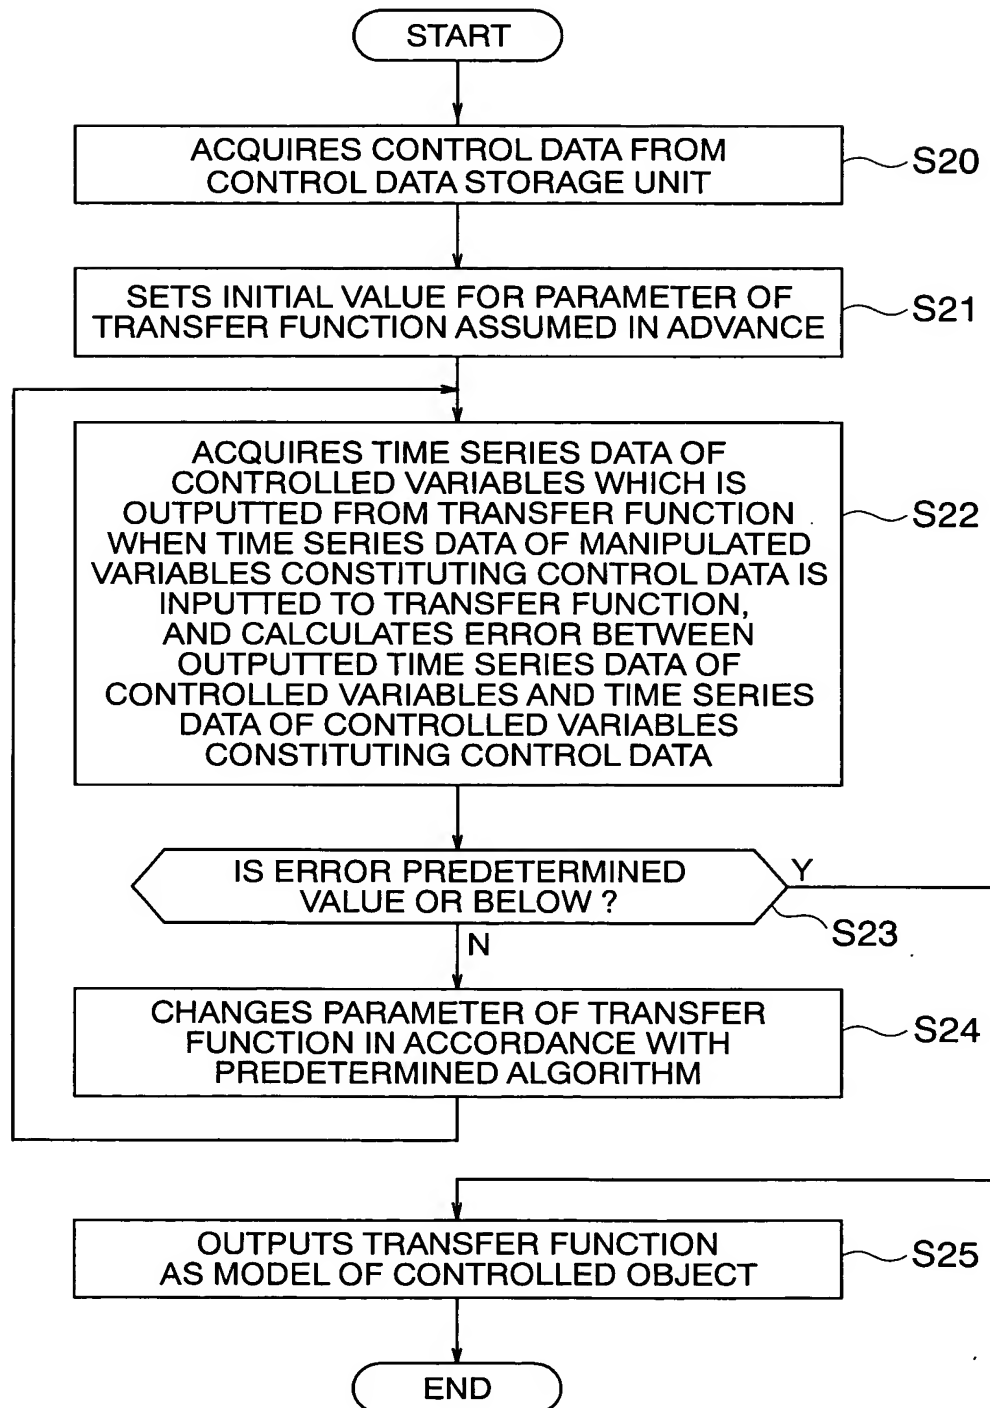 START
ACQUIRES CONTROL DATA FROM
CONTROL DATA STORAGE UNIT
S20
SETS INITIAL VALUE FOR PARAMETER OF
TRANSFER FUNCTION ASSUMED IN ADVANCE
S21
ACQUIRES TIME SERIES DATA OF
CONTROLLED VARIABLES WHICH IS
OUTPUTTED FROM TRANSFER FUNCTION
WHEN TIME SERIES DATA OF MANIPULATED
VARIABLES CONSTITUTING CONTROL DATA IS
INPUTTED TO TRANSFER FUNCTION,
AND CALCULATES ERROR BETWEEN
OUTPUTTED TIME SERIES DATA OF
CONTROLLED VARIABLES AND TIME SERIES
DATA OF CONTROLLED VARIABLES
CONSTITUTING CONTROL DATA
S22
IS ERROR PREDETERMINED
VALUE OR BELOW ?
Y
S23
N
CHANGES PARAMETER OF TRANSFER
FUNCTION IN ACCORDANCE WITH
PREDETERMINED ALGORITHM
S24
OUTPUTS TRANSFER FUNCTION
AS MODEL OF CONTROLLED OBJECT
S25
END